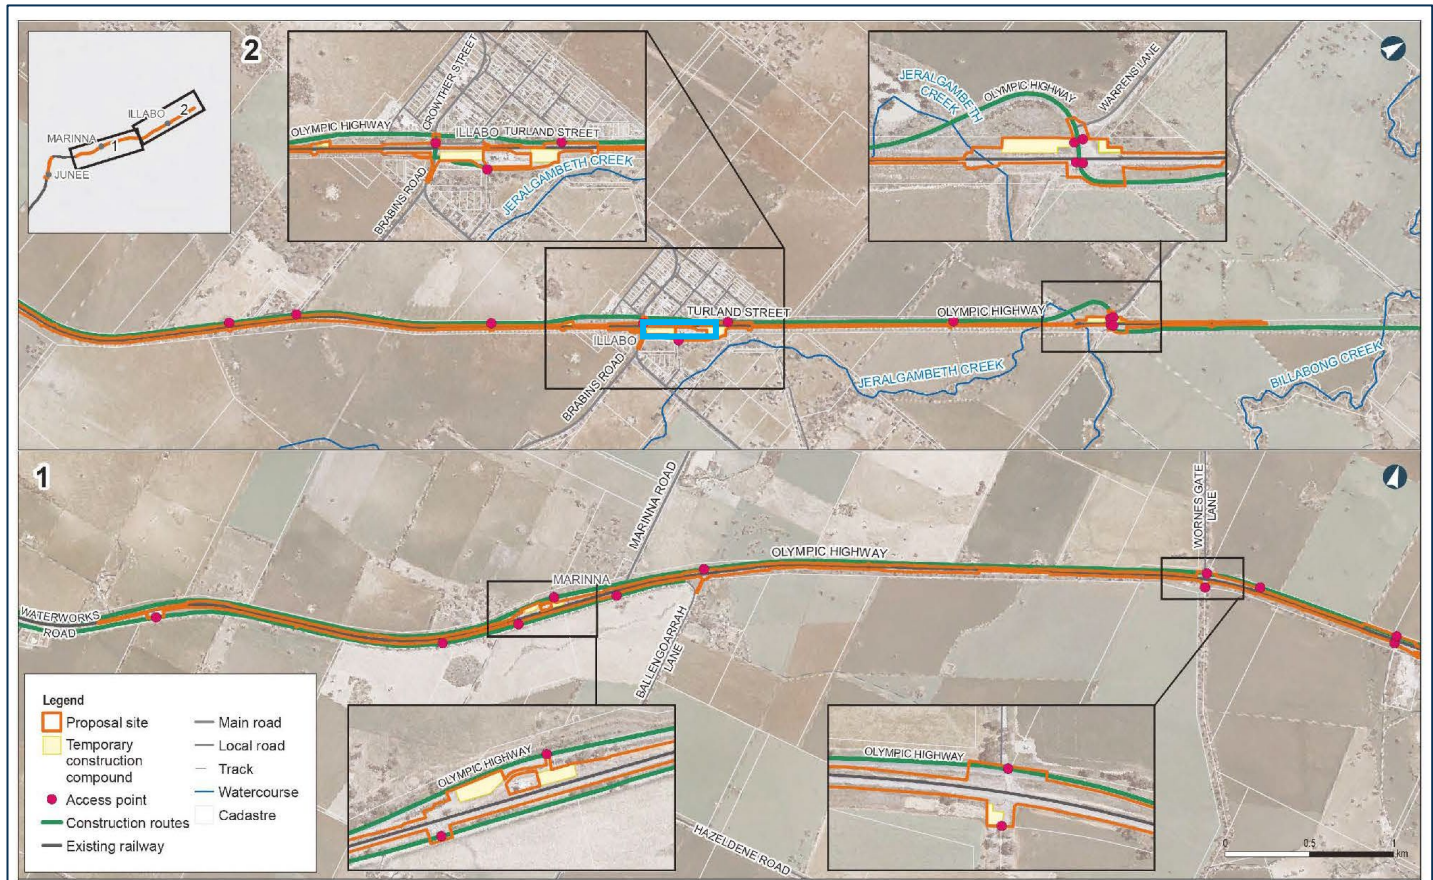 2
ILLABO
2
MARINNA
1
JUNEE
OLYMPIC HIGHWAY
CROWTHER STREET
ILLABO
TURLAND STREET
BRABINS ROAD
JERALGAMBETH CREEK
JERALGAMBETH
CREEK
OLYMPIC HIGHWAY
WARRENS LANE
TURLAND STREET
OLYMPIC HIGHWAY
ILLABO
BRABINS ROAD
JERALGAMBETH CREEK
BILLABONG CREEK
1
MARINNA ROAD
WORNES GATE
LANE
OLYMPIC HIGHWAY
MARINNA
WATERWORKS
ROAD
BALLENGOARRAH
LANE
Legend
Proposal site
Temporary
construction
compound
Access point
Construction routes
Existing railway
Main road
Local road
Track
Watercourse
Cadastre
OLYMPIC HIGHWAY
OLYMPIC HIGHWAY
HAZELDENE ROAD
0 0.5 1
km